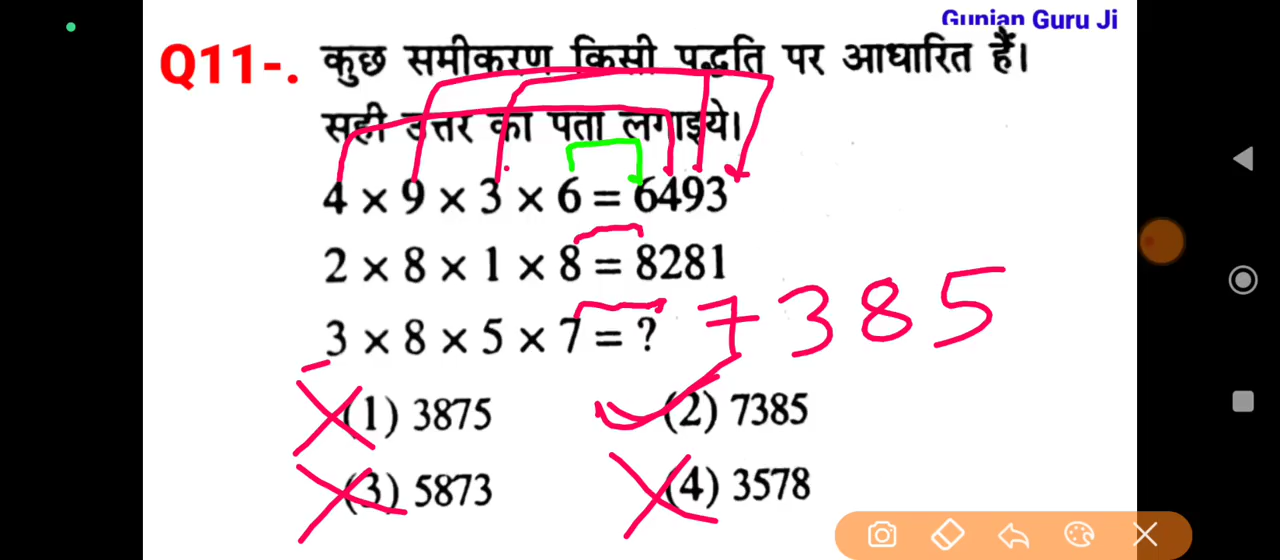 Gunjan Guru Ji
Q11-. कुछ समीकरण किसी पद्धति पर आधारित हैं।
सही उत्तर का पता लगाइये।
4 × 9 × 3 × 6 = 6493
2 × 8 × 1 × 8 = 8281
3 × 8 × 5 × 7 = ? 7385
(1) 3875 (2) 7385
(3) 5873 (4) 3578